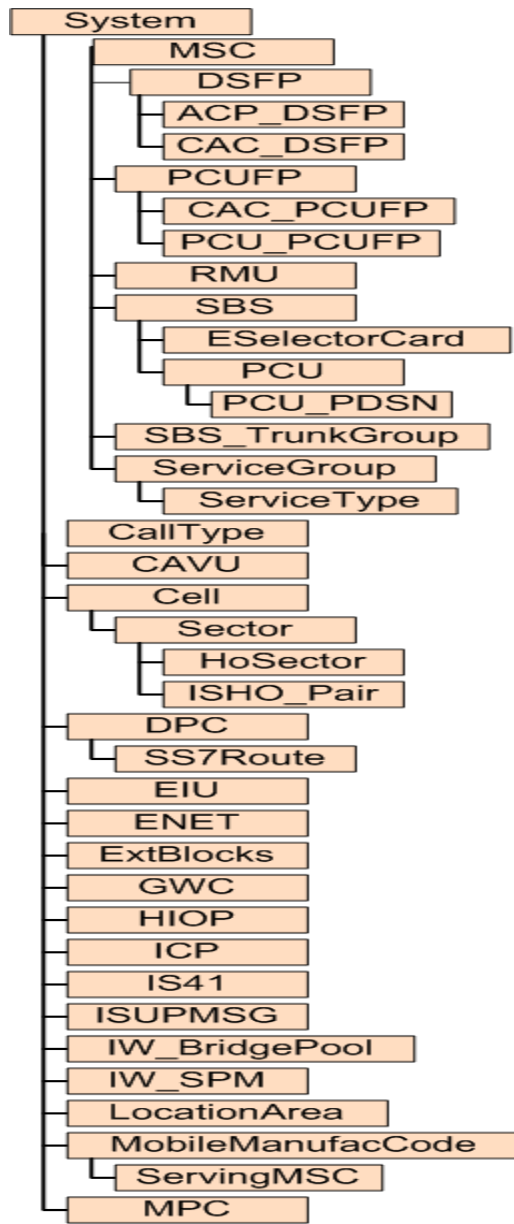 System
MSC
DSFP
ACP_DSFP
CAC_DSFP
PCUFP
CAC_PCUFP
PCU_PCUFP
RMU
SBS
ESelectorCard
PCU
PCU_PDSN
SBS_TrunkGroup
ServiceGroup
ServiceType
CallType
CAVU
Cell
Sector
HoSector
ISHO_Pair
DPC
SS7Route
EIU
ENET
ExtBlocks
GWC
HIOP
ICP
IS41
ISUPMSG
IW_BridgePool
IW_SPM
LocationArea
MobileManufacCode
ServingMSC
MPC